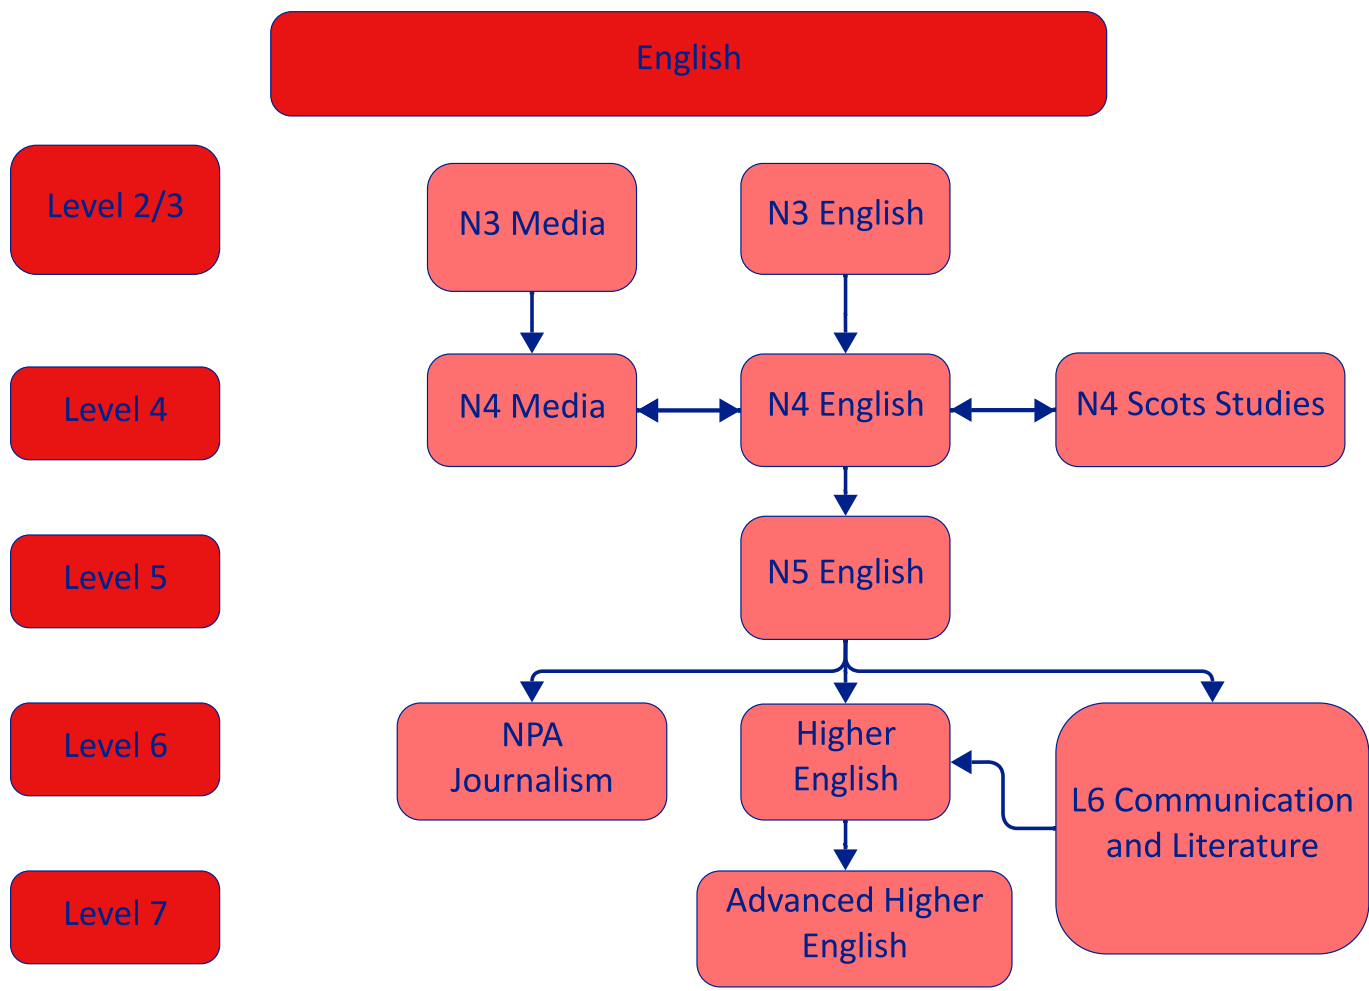 English
Level 2/3
N3 Media
N3 English
Level 4
N4 Media
N4 English
N4 Scots Studies
Level 5
N5 English
Level 6
NPA
Journalism
Higher
English
L6 Communication
and Literature
Level 7
Advanced Higher
English